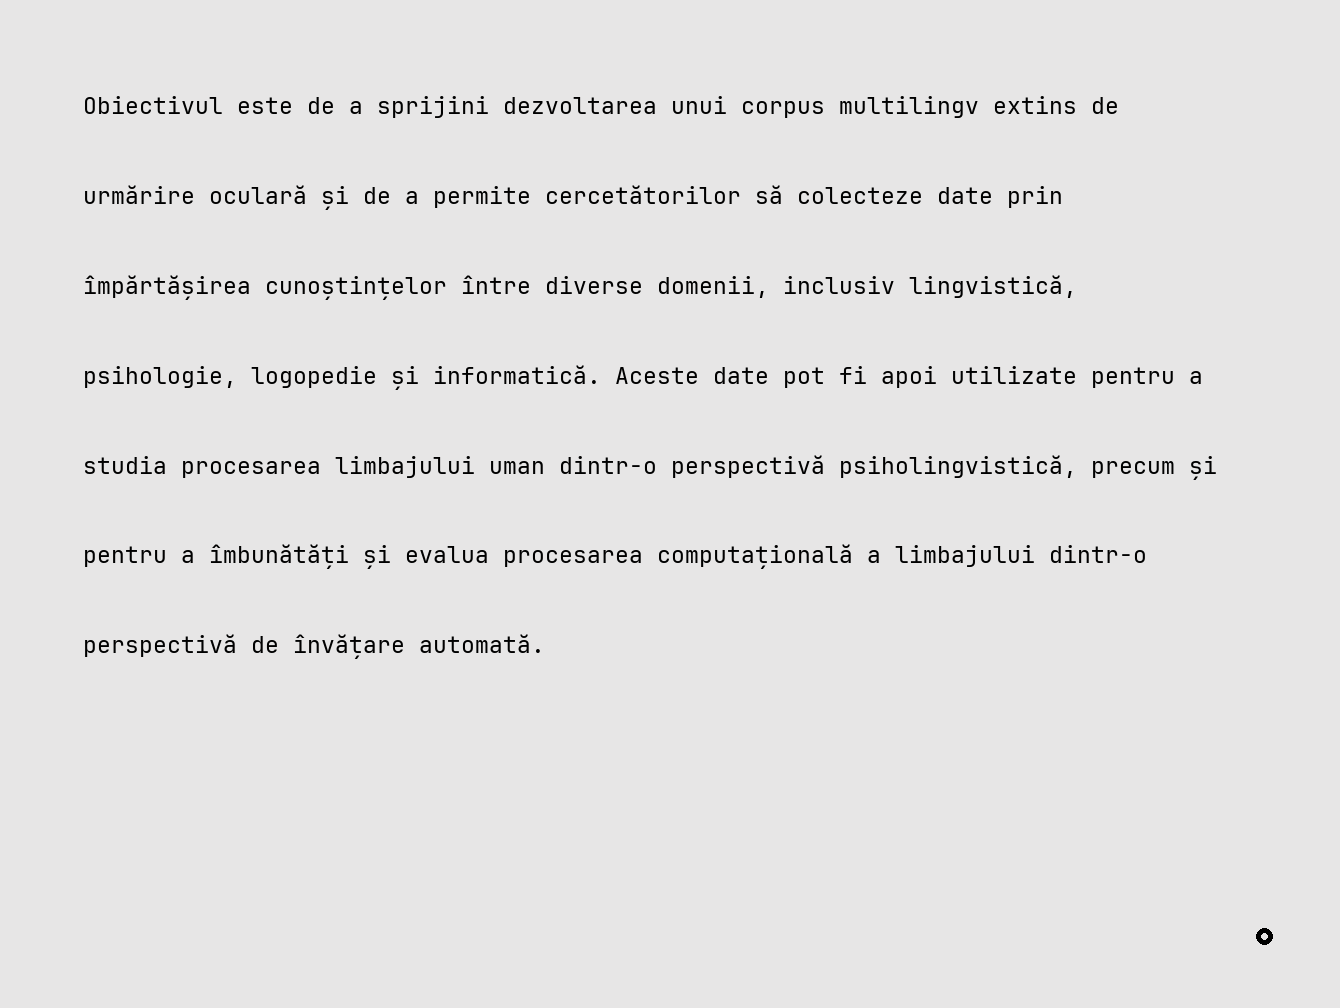 Obiectivul este de a sprijini dezvoltarea unui corpus multilingv extins de
urmărire oculară și de a permite cercetătorilor să colecteze date prin
împărtășirea cunoștințelor între diverse domenii, inclusiv lingvistică,
psihologie, logopedie și informatică. Aceste date pot fi apoi utilizate pentru a
studia procesarea limbajului uman dintr-o perspectivă psiholingvistică, precum și
pentru a îmbunătăți și evalua procesarea computațională a limbajului dintr-o
perspectivă de învățare automată.